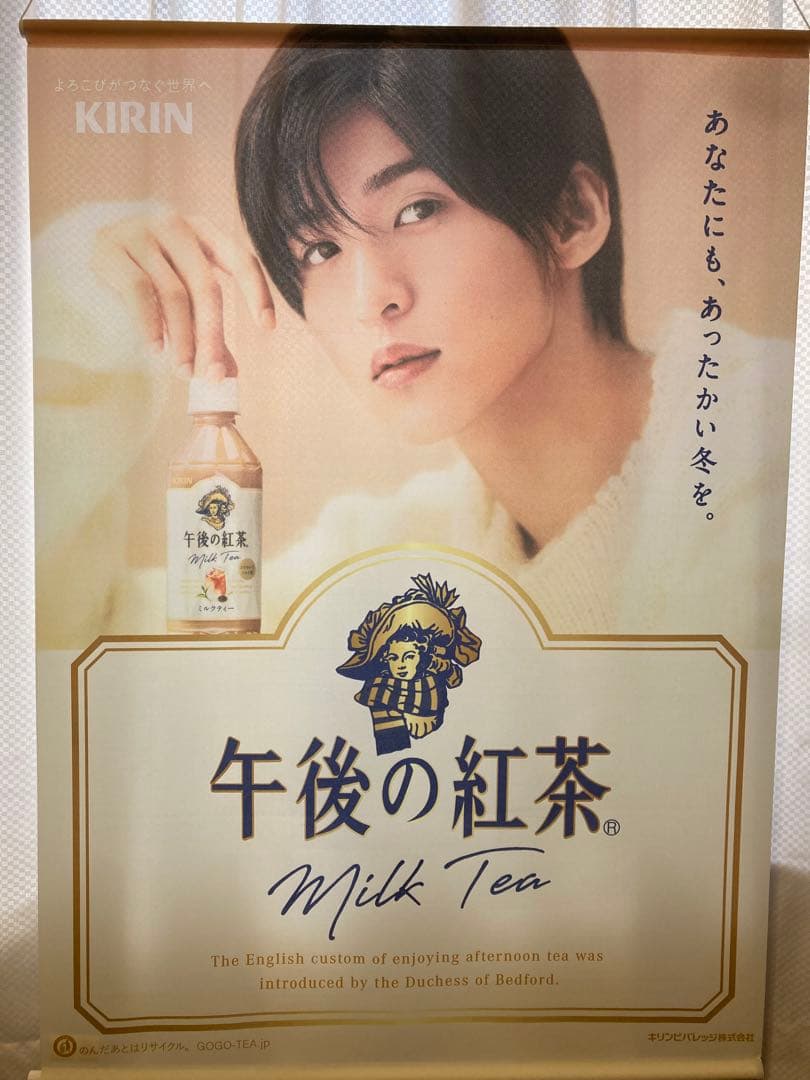 よろこびがつなぐ世界へ
KIRIN
あなたにも、あったかい冬を。
KIRIN
午後の紅茶
Milk Tea
ミルクティー
午後の紅茶®
Milk Tea
The English custom of enjoying afternoon tea was
introduced by the Duchess of Bedford.
のんだあとはリサイクル。 GOGO-TEA.jp
キリンビバレッジ株式会社